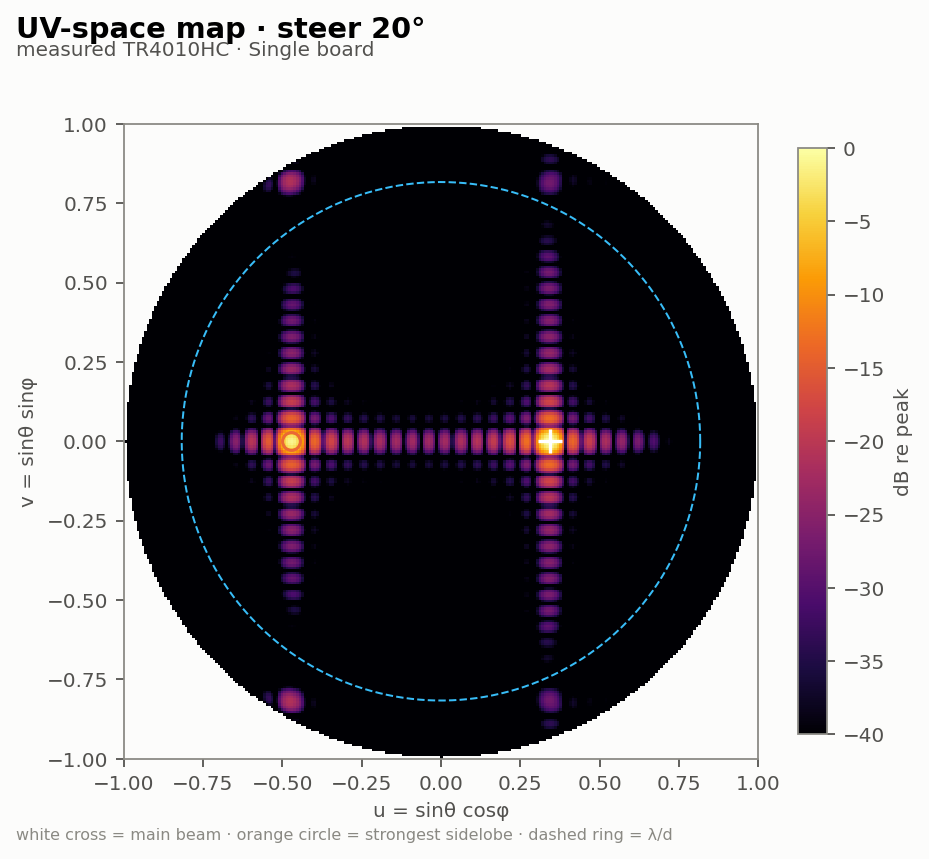 UV-space map · steer 20°
measured TR4010HC · Single board
1.00
0.75
0.50
0.25
0.00
−0.25
−0.50
−0.75
−1.00
v = sinθ sinφ
−1.00 −0.75 −0.50 −0.25 0.00 0.25 0.50 0.75 1.00
u = sinθ cosφ
0
−5
−10
−15
−20
−25
−30
−35
−40
dB re peak
white cross = main beam · orange circle = strongest sidelobe · dashed ring = λ/d